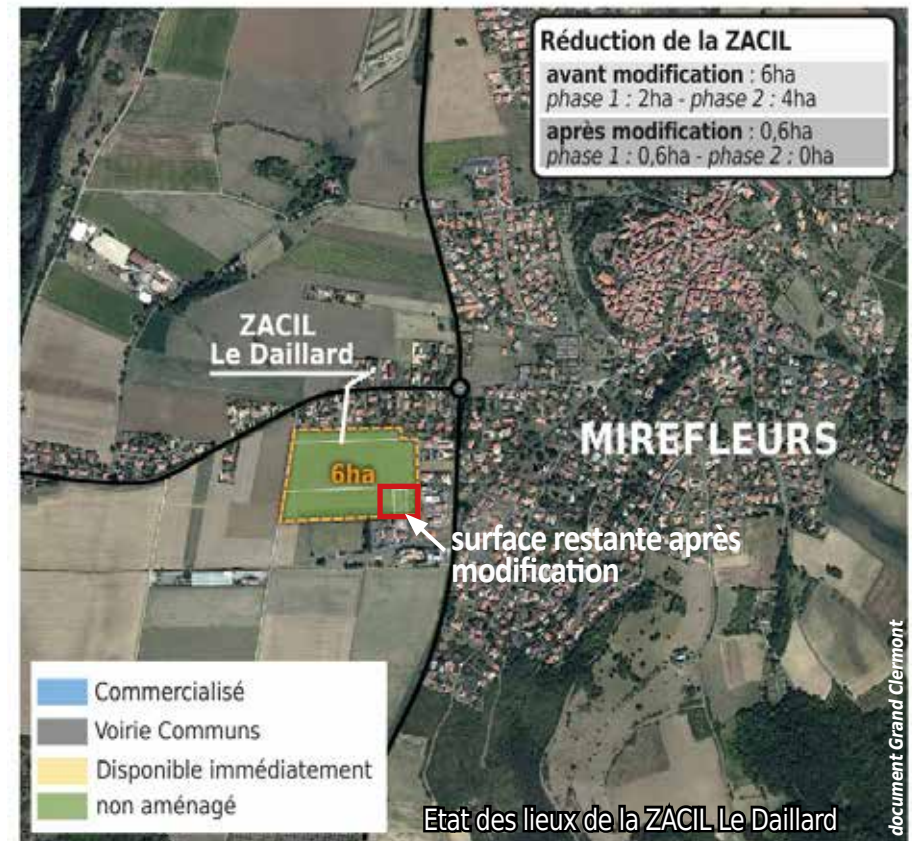 Réduction de la ZACIL
avant modification : 6ha
phase 1 : 2ha - phase 2 : 4ha
après modification : 0,6ha
phase 1 : 0,6ha - phase 2 : 0ha
ZACIL
Le Daillard
MIREFLEURS
6ha
surface restante après
modification
Commercialisé
Voirie Communs
Disponible immédiatement
non aménagé
Etat des lieux de la ZACIL Le Daillard
document Grand Clermont